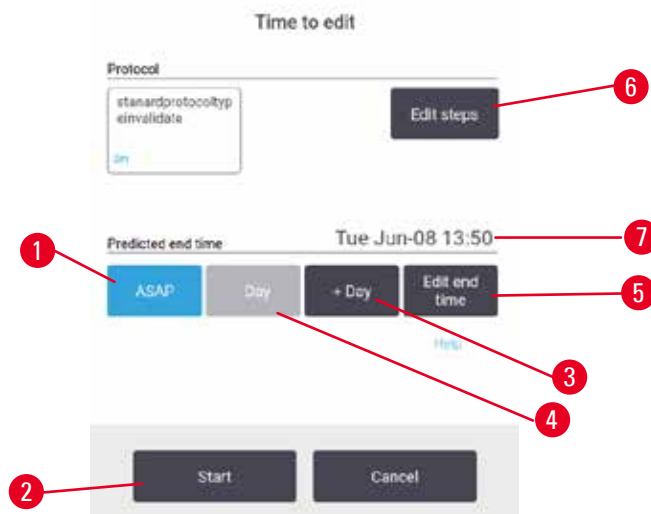 Time to edit
Protocol
stanardprotocoltyp
einvalidate
Edit steps
6
Predicted end time
Tue Jun-08 13:50
7
1
ASAP
Day
+ Day
Edit end
time
5
Help
3
4
Start
Cancel
2